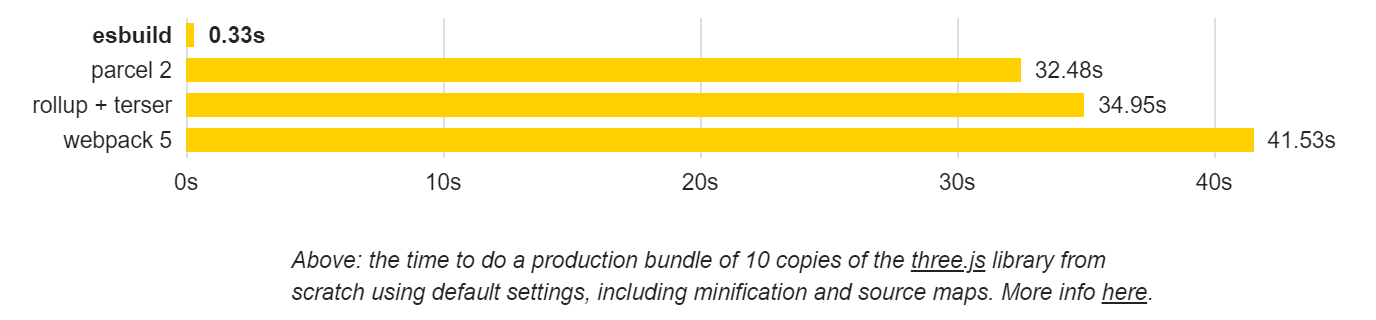 esbuild 0.33s
parcel 2 32.48s
rollup + terser 34.95s
webpack 5 41.53s
0s 10s 20s 30s 40s
Above: the time to do a production bundle of 10 copies of the three.js library from
scratch using default settings, including minification and source maps. More info here.